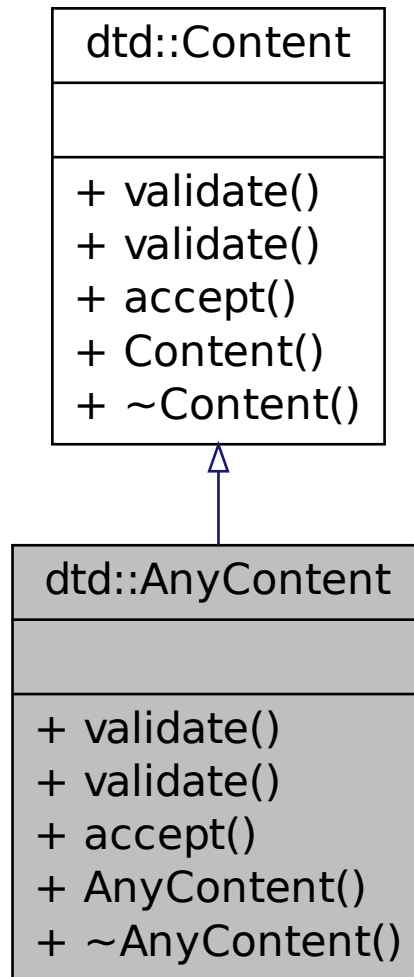 dtd::Content
+ validate()
+ validate()
+ accept()
+ Content()
+ ~Content()
dtd::AnyContent
+ validate()
+ validate()
+ accept()
+ AnyContent()
+ ~AnyContent()